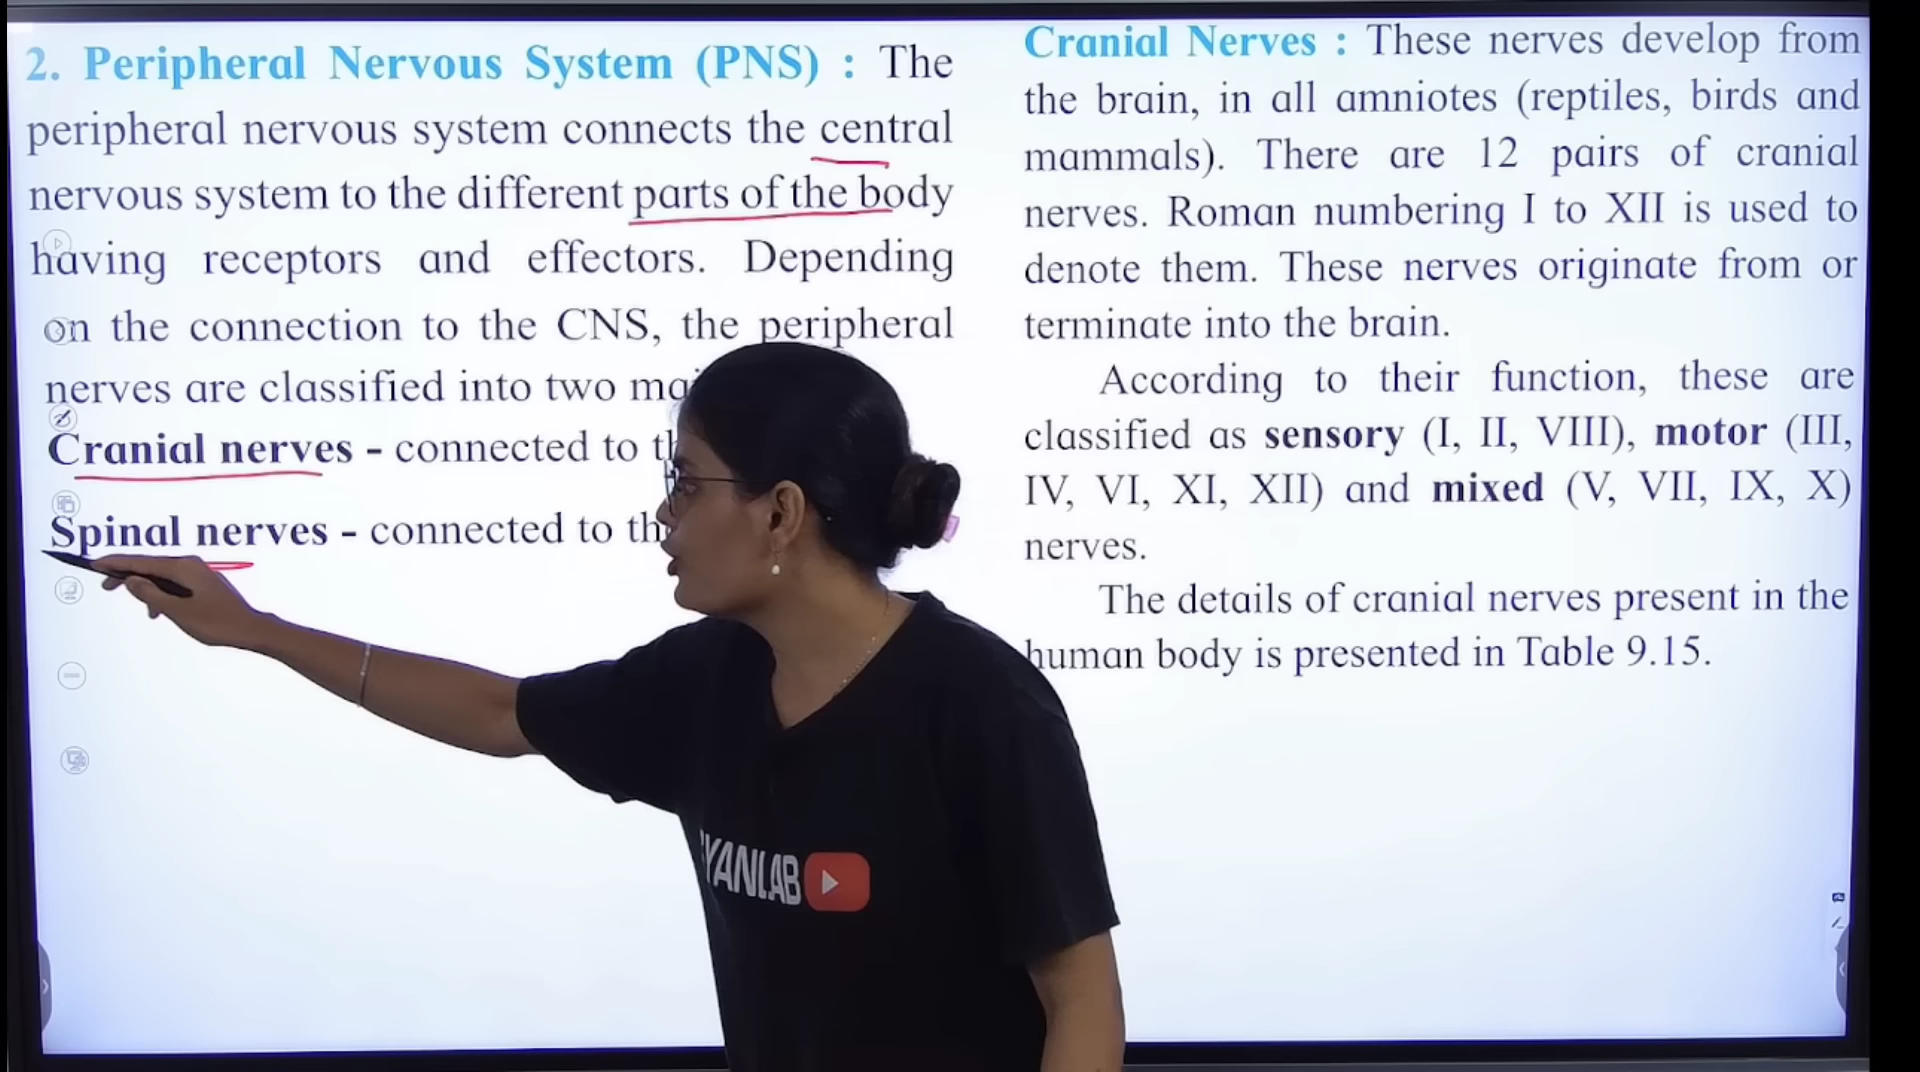 2. Peripheral Nervous System (PNS) : The
peripheral nervous system connects the central
nervous system to the different parts of the body
having receptors and effectors. Depending
on the connection to the CNS, the peripheral
nerves are classified into two
Cranial nerves - connected to
Spinal nerves - connected to
Cranial Nerves : These nerves develop from
the brain, in all amniotes (reptiles, birds and
mammals). There are 12 pairs of cranial
nerves. Roman numbering I to XII is used to
denote them. These nerves originate from or
terminate into the brain.
According to their function, these are
classified as sensory (I, II, VIII), motor (III,
IV, VI, XI, XII) and mixed (V, VII, IX, X)
nerves.
The details of cranial nerves present in the
human body is presented in Table 9.15.
YANLAB